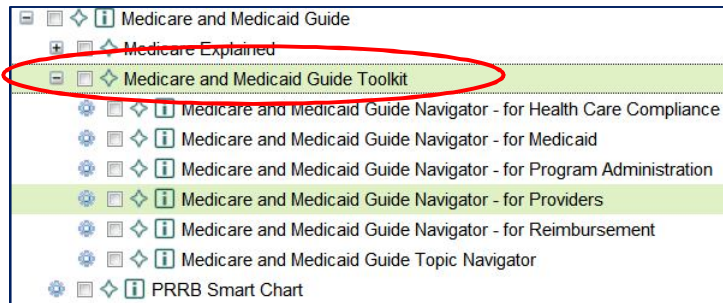 Medicare and Medicaid Guide
Medicare Explained
Medicare and Medicaid Guide Toolkit
Medicare and Medicaid Guide Navigator - for Health Care Compliance
Medicare and Medicaid Guide Navigator - for Medicaid
Medicare and Medicaid Guide Navigator - for Program Administration
Medicare and Medicaid Guide Navigator - for Providers
Medicare and Medicaid Guide Navigator - for Reimbursement
Medicare and Medicaid Guide Topic Navigator
PRRB Smart Chart